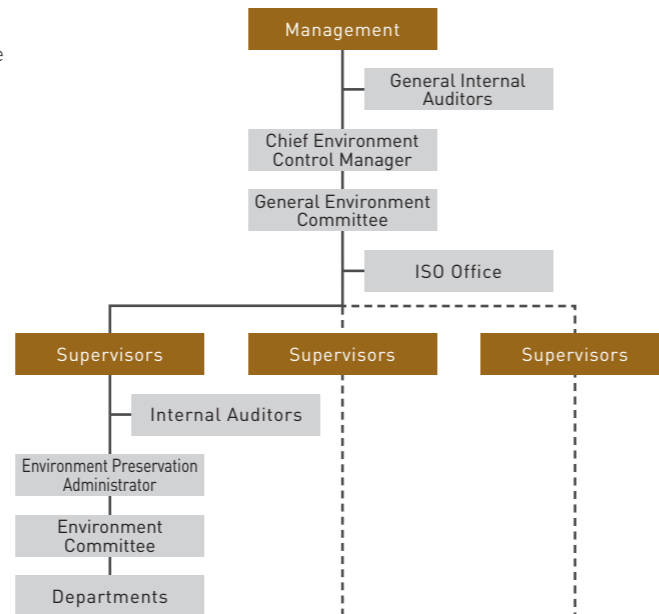 Management
e
General Internal
Auditors
Chief Environment
Control Manager
General Environment
Committee
ISO Office
Supervisors
Supervisors
Supervisors
Internal Auditors
Environment Preservation
Administrator
Environment
Committee
Departments